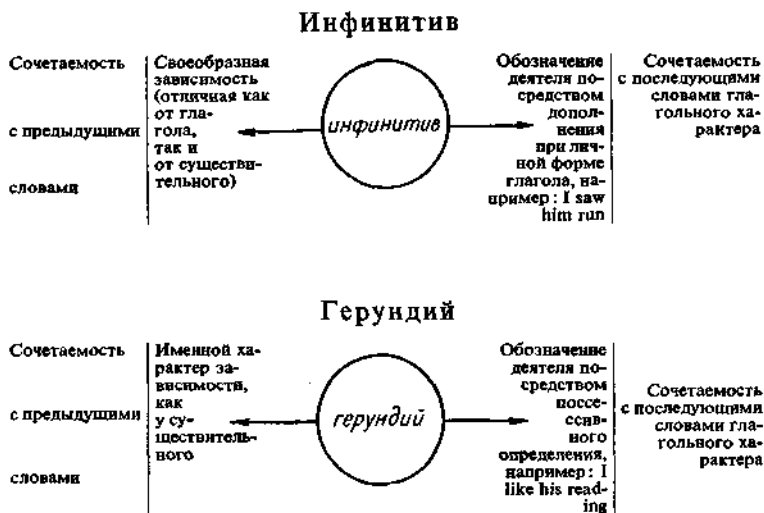 Инфинитив
Сочетаемость
с предыдущими
словами
Своеобразная
зависимость
(отличная как
от гла-
гола,
так и
от существи-
тельного)
инфинитив
Обозначение
деятеля по-
средством
допол-
нения
при лич-
ной форме
глагола, на-
пример: I saw
him run
Сочетаемость
с последующими
словами гла-
гольного ха-
рактера
Герундий
Сочетаемость
с предыдущими
словами
Именной ха-
рактер за-
висимости,
как
у су-
ществитель-
ного
герундий
Обозначение
деятеля по-
средством
поссе-
ссив-
ного
определения,
например: I
like his read-
ing
Сочетаемость
с последующими
словами гла-
гольного ха-
рактера